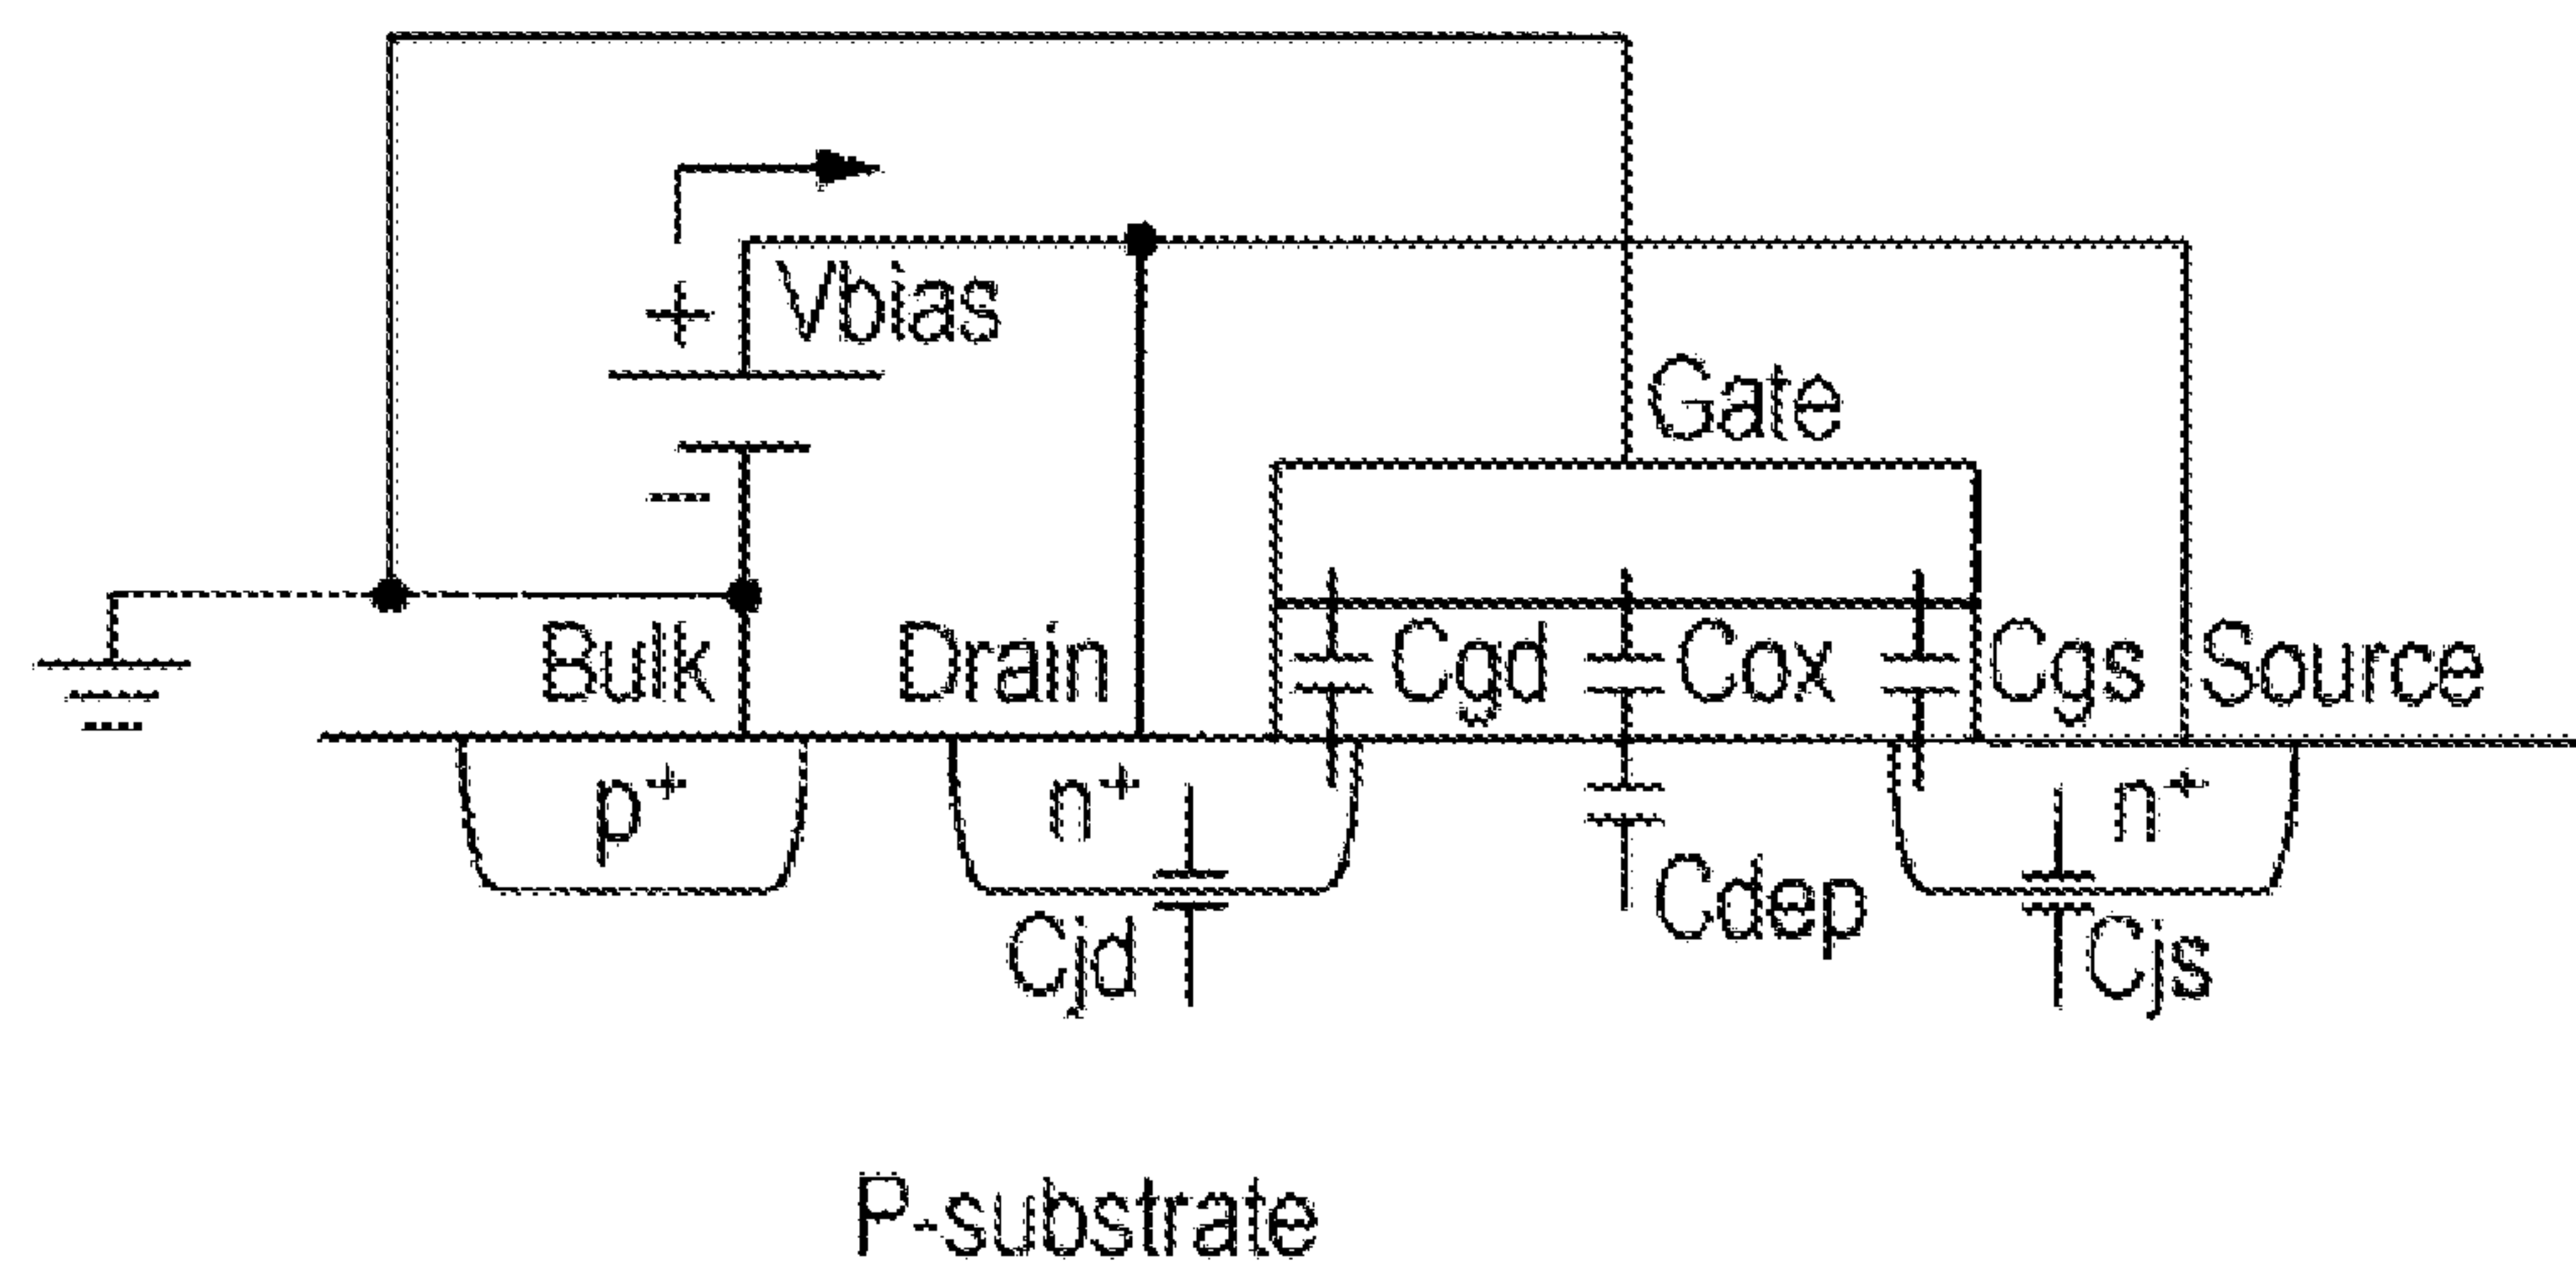 + Vbias
−
Gate
Bulk Drain Cgd Cox Cgs Source
p+ n+ n+
Cdep
Cjd Cjs
P-substrate